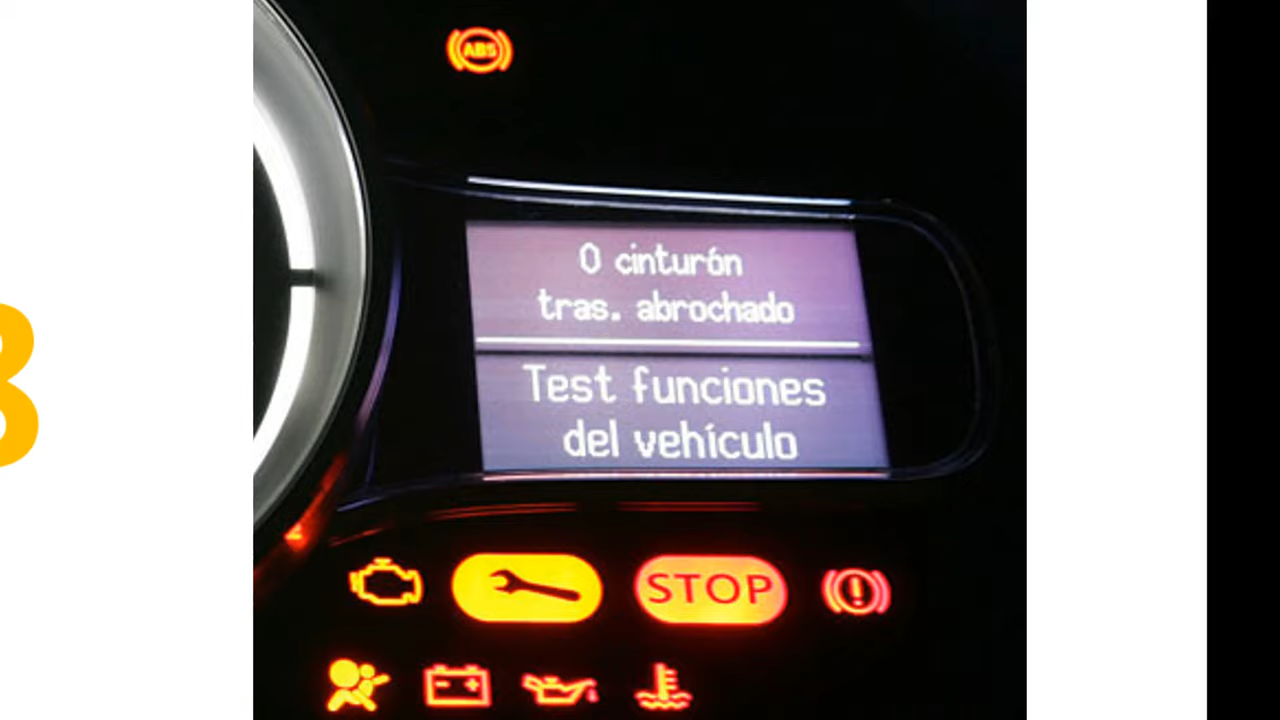 ABS
0 cinturón
tras. abrochado
Test funciones
del vehículo
STOP